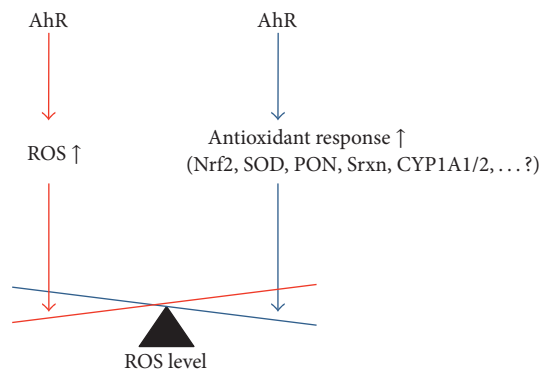 AhR
AhR
ROS ↑
Antioxidant response ↑
(Nrf2, SOD, PON, Srxn, CYP1A1/2, . . . ?)
ROS level